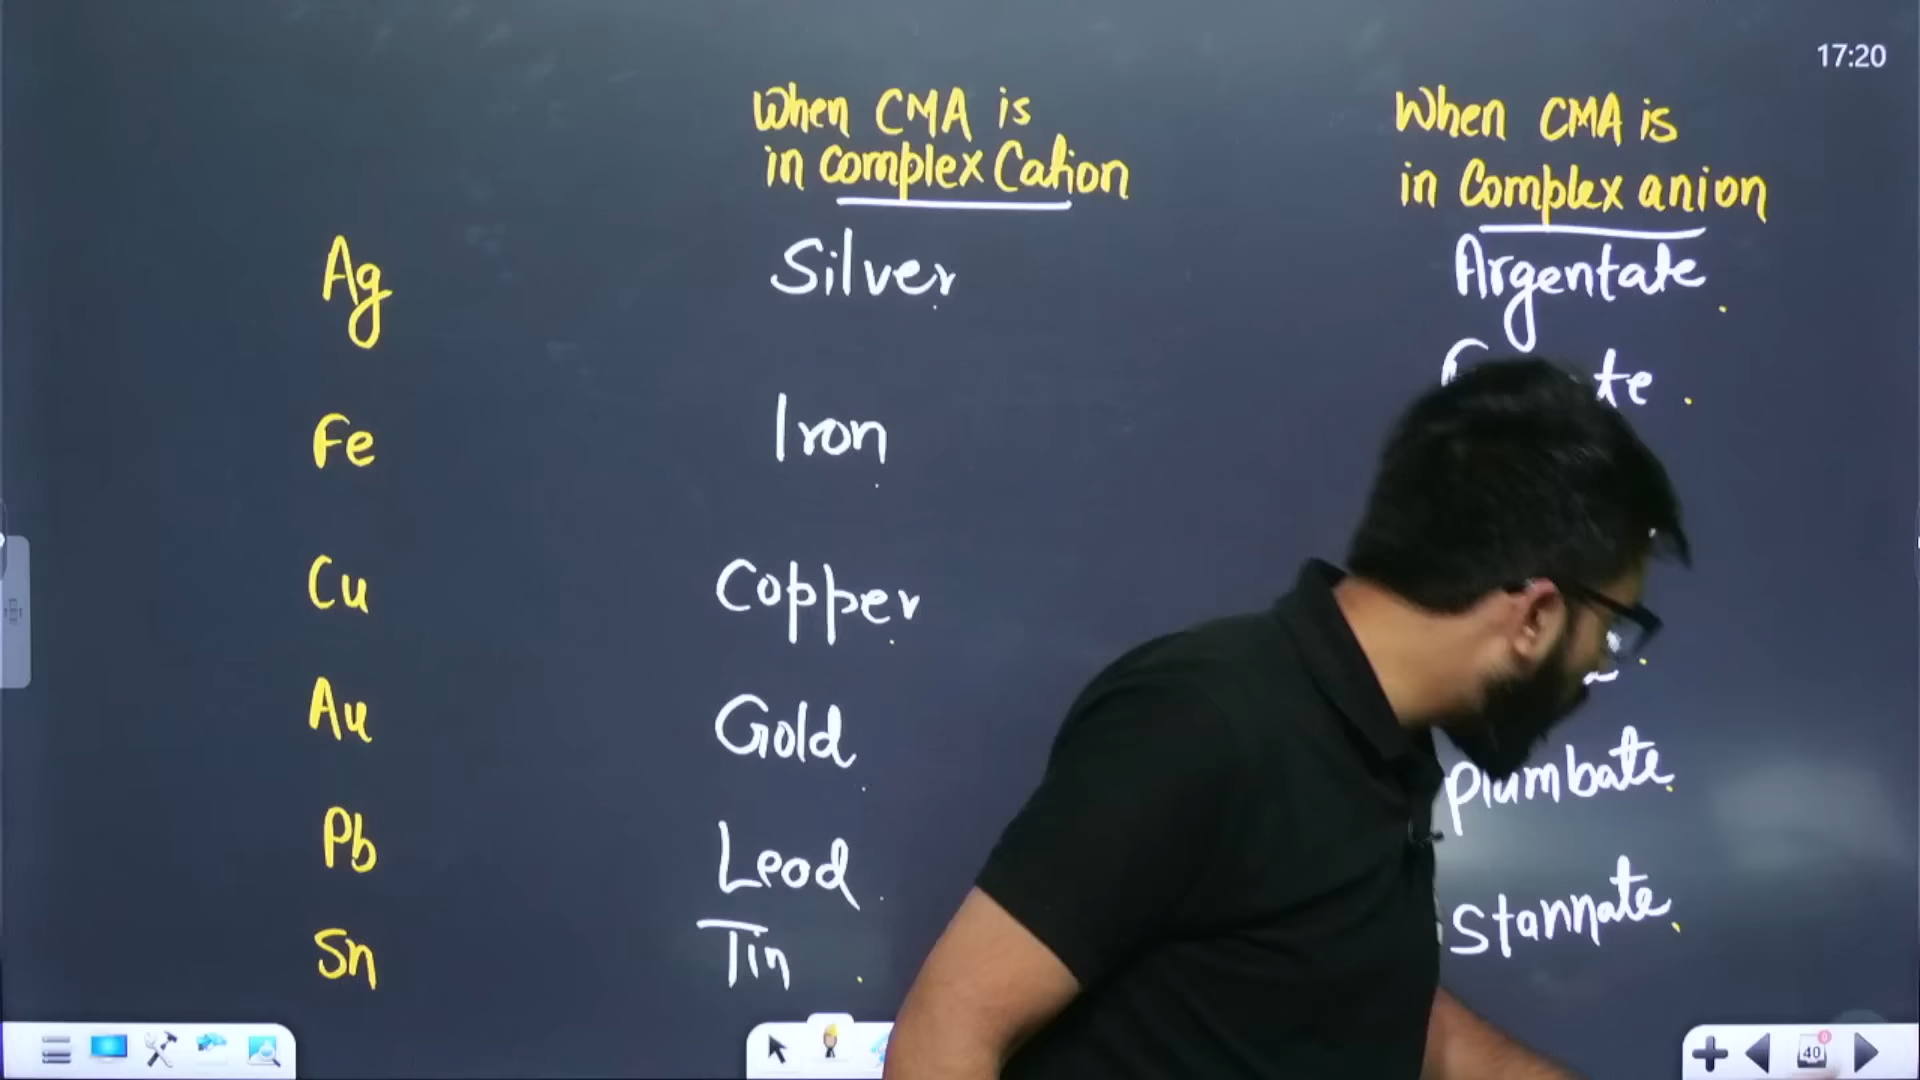 17:20
When CMA is
in complex Cation
When CMA is
in Complex anion
Ag Silver Argentate
Fe Iron
Cu Copper
Au Gold
Pb Lead Plumbate
Sn Tin Stannate
40